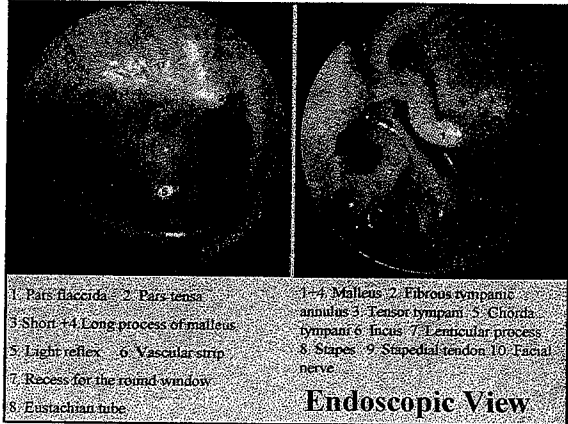 1. Pars flaccida 2. Pars tensa
3. Short +4. Long process of malleus
5. Light reflex 6. Vascular strip
7. Recess for the round window
8. Eustachian tube
1-4. Malleus 2. Fibrous tympanic
annulus 3. Tensor tympani 5. Chorda
tympani 6. Incus 7. Lenticular process
8. Stapes 9. Stapedial tendon 10. Facial
nerve
Endoscopic View